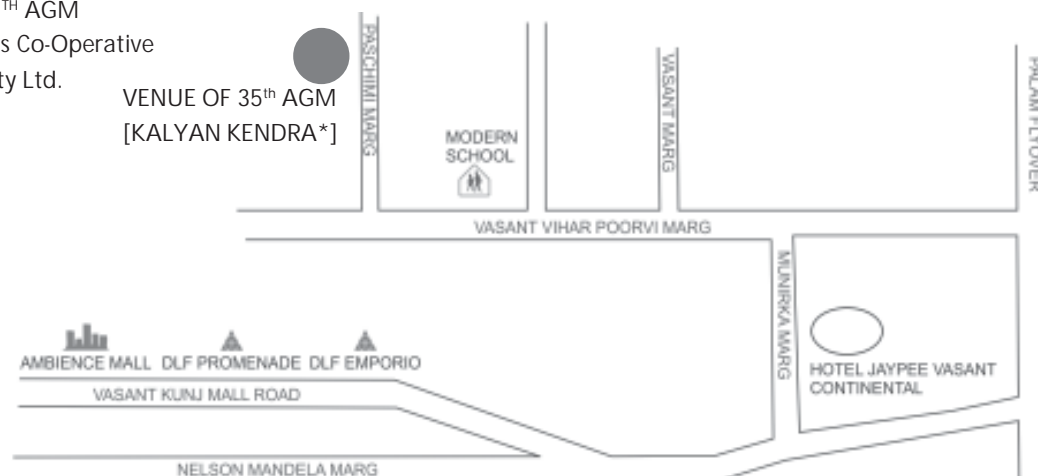 TH AGM
s Co-Operative
ty Ltd.
VENUE OF 35th AGM
[KALYAN KENDRA*]
PASCHIMI MARG
MODERN
SCHOOL
VASANT MARG
PALAM FLYOVER
VASANT VIHAR POORVI MARG
MUNIRKA MARG
AMBIENCE MALL DLF PROMENADE DLF EMPORIO
HOTEL JAYPEE VASANT
CONTINENTAL
VASANT KUNJ MALL ROAD
NELSON MANDELA MARG